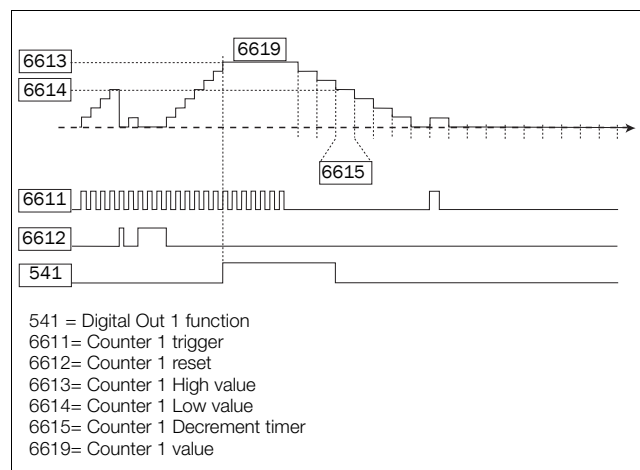 6619
6613
6614
6615
6611
6612
541
541 = Digital Out 1 function
6611= Counter 1 trigger
6612= Counter 1 reset
6613= Counter 1 High value
6614= Counter 1 Low value
6615= Counter 1 Decrement timer
6619= Counter 1 value